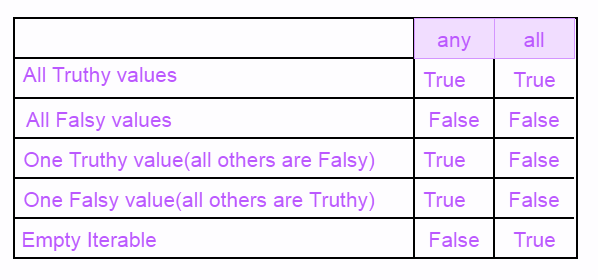 any all
All Truthy values True True
All Falsy values False False
One Truthy value(all others are Falsy) True False
One Falsy value(all others are Truthy) True False
Empty Iterable False True